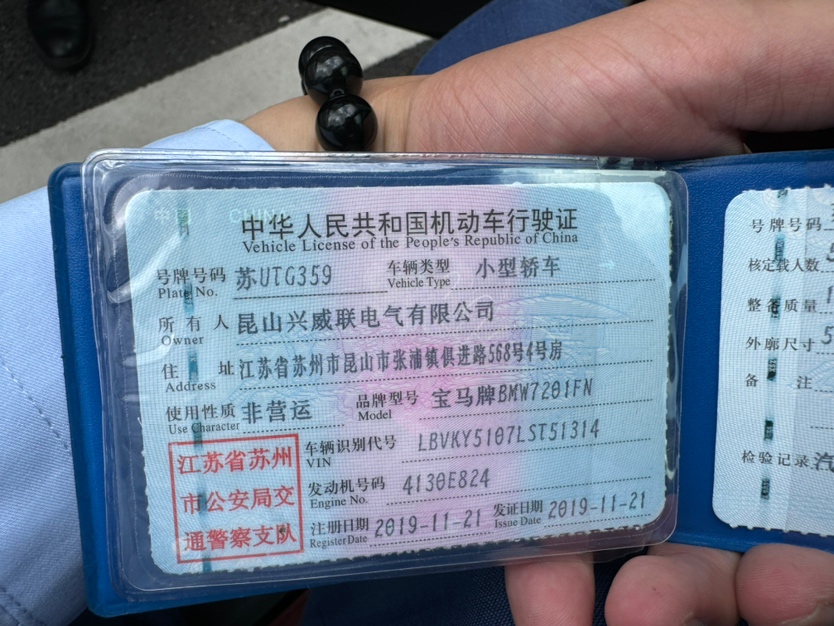 中华人民共和国机动车行驶证
Vehicle License of the People's Republic of China
号牌号码 苏UTG359 车辆类型 小型轿车
Plate No. Vehicle Type
所有人 昆山兴威联电气有限公司
Owner
住址 江苏省苏州市昆山市张浦镇俱进路568号4号房
Address
使用性质 非营运 品牌型号 宝马牌BMW7201FN
Use Character Model
江苏省苏州
市公安局交
通警察支队
车辆识别代号 LBVKY5107LST51314
VIN
发动机号码 4130E824
Engine No.
注册日期 2019-11-21 发证日期 2019-11-21
Register Date Issue Date
号牌号码
核定载人数
整备质量
外廓尺寸
备注
检验记录